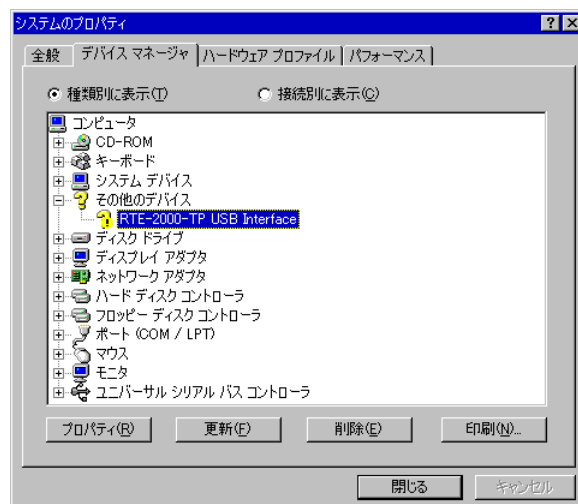 システムのプロパティ
全般 デバイス マネージャ ハードウェア プロファイル パフォーマンス
種類別に表示(T) 接続別に表示(C)
コンピュータ
CD-ROM
キーボード
システム デバイス
その他のデバイス
RTE-2000-TP USB Interface
ディスク ドライブ
ディスプレイ アダプタ
ネットワーク アダプタ
ハード ディスク コントローラ
フロッピー ディスク コントローラ
ポート (COM / LPT)
マウス
モニタ
ユニバーサル シリアル バス コントローラ
プロパティ(R) 更新(F) 削除(E) 印刷(N)...
閉じる キャンセル